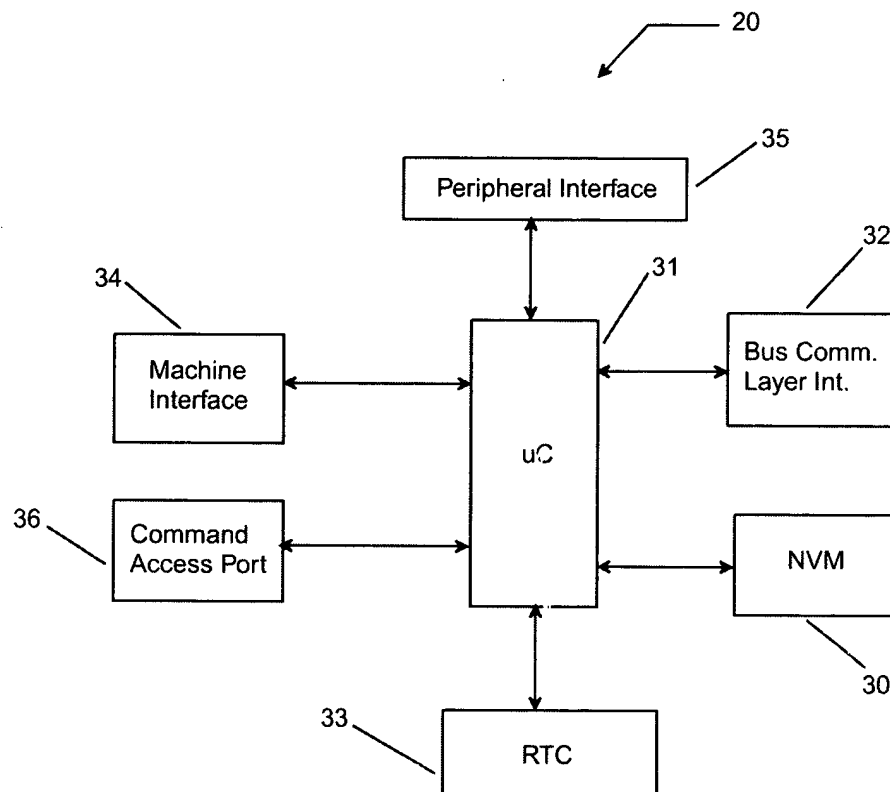 20
35
Peripheral Interface
32
31
34
Bus Comm.
Layer Int.
Machine
Interface
uC
36
Command
Access Port
NVM
30
33
RTC